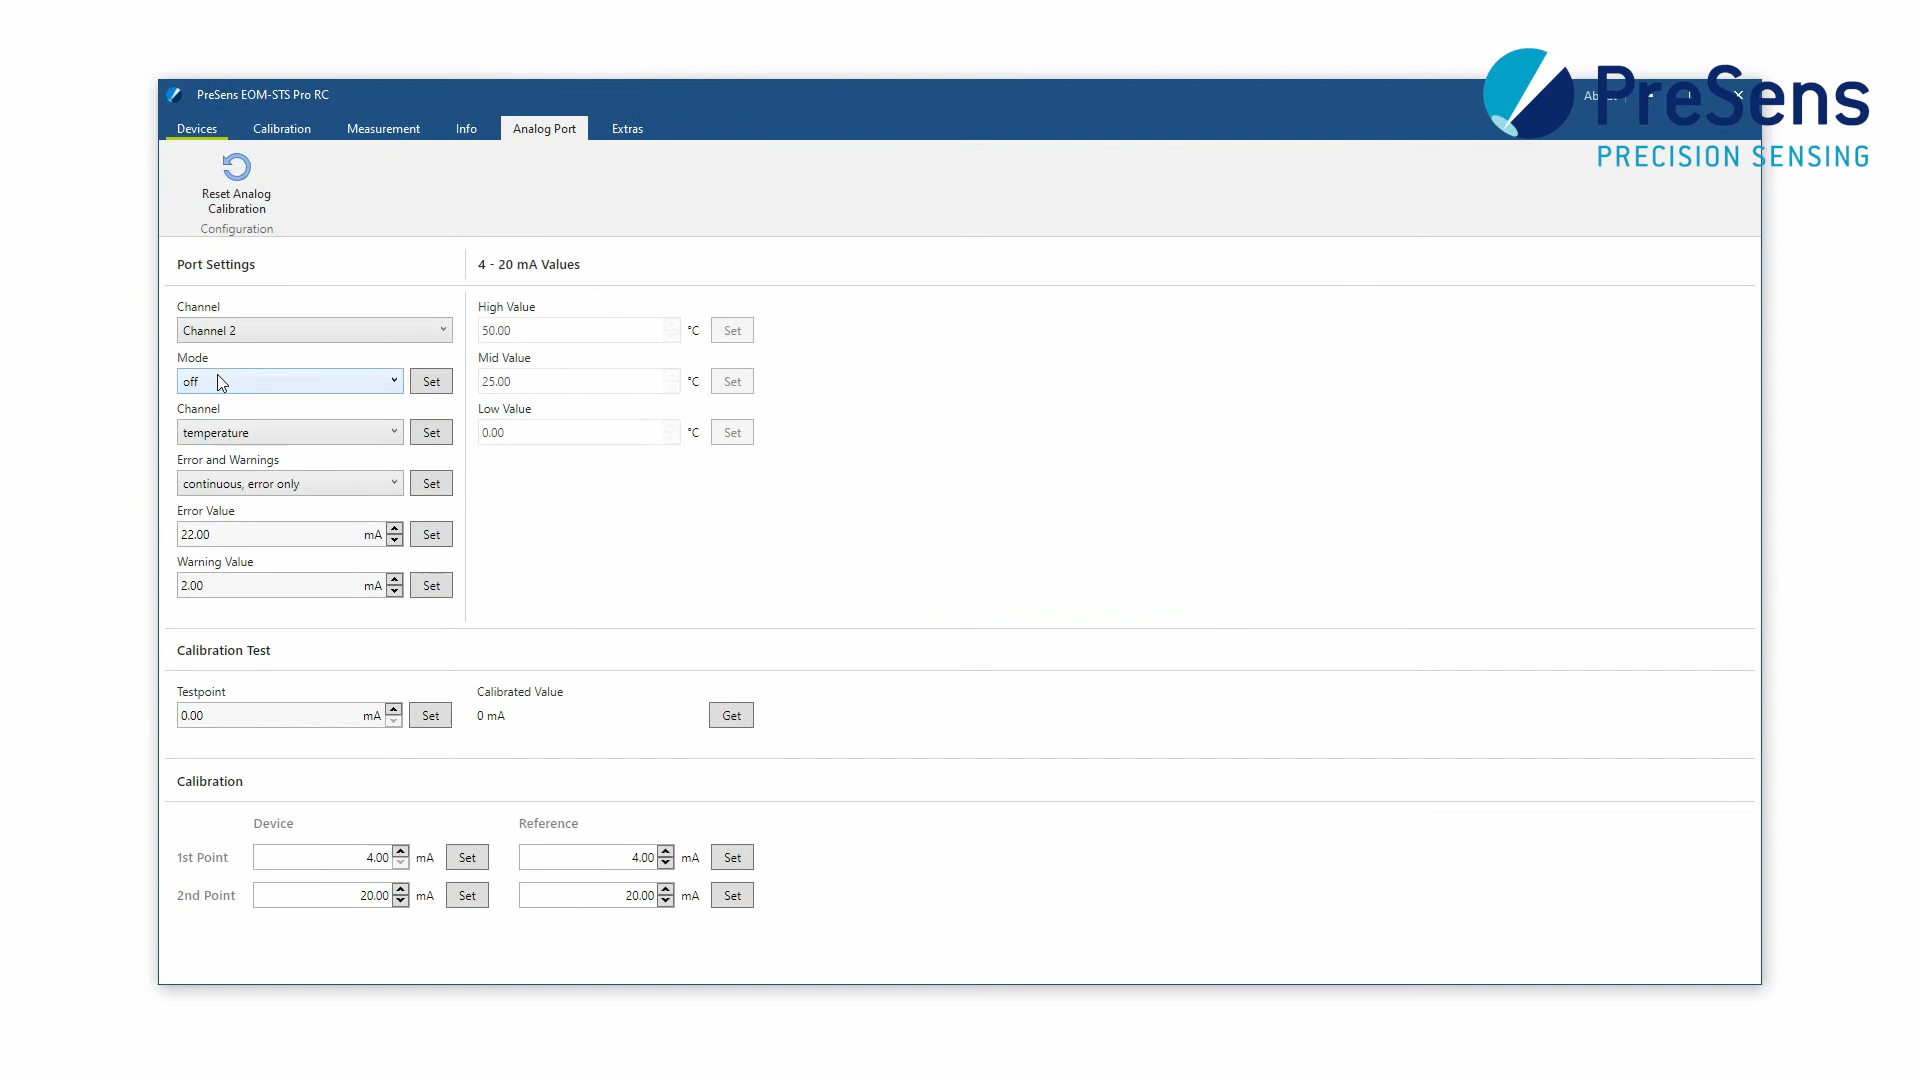 PreSens EOM-STS Pro RC
PreSens
PRECISION SENSING
Devices Calibration Measurement Info Analog Port Extras
Reset Analog
Calibration
Configuration
Port Settings
4 - 20 mA Values
Channel
Channel 2
High Value
50.00 °C Set
Mode
off Set
Mid Value
25.00 °C Set
Channel
temperature Set
Low Value
0.00 °C Set
Error and Warnings
continuous, error only Set
Error Value
22.00 mA Set
Warning Value
2.00 mA Set
Calibration Test
Testpoint
0.00 mA Set
Calibrated Value
0 mA Get
Calibration
Device Reference
1st Point 4.00 mA Set 4.00 mA Set
2nd Point 20.00 mA Set 20.00 mA Set